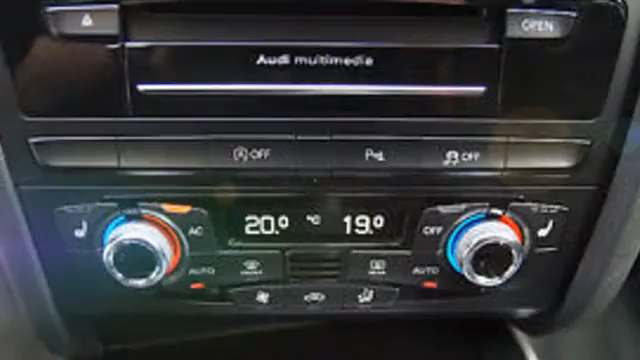 OPEN
Audi multimedia
OFF P OFF
AC 20.0 °C 19.0 OFF
AUTO AUTO